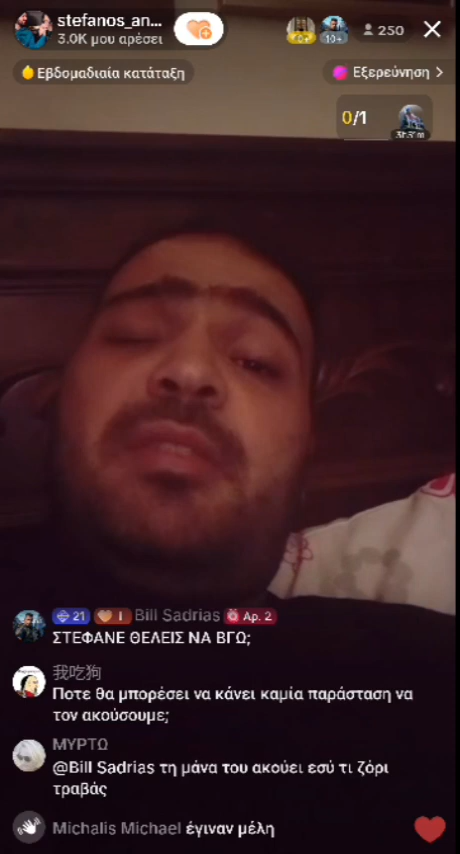 stefanos_an...
3.0K μου αρέσει
10+
250
Εβδομαδιαία κατάταξη
Εξερεύνηση >
0/1
21 1 Bill Sadrias Αρ. 2
ΣΤΕΦΑΝΕ ΘΕΛΕΙΣ ΝΑ ΒΓΩ;
我吃狗
Ποτε θα μπορέσει να κάνει καμία παράσταση να
τον ακούσουμε;
ΜΥΡΤΩ
@Bill Sadrias τη μάνα του ακούει εσύ τι ζόρι
τραβάς
Michalis Michael έγιναν μέλη